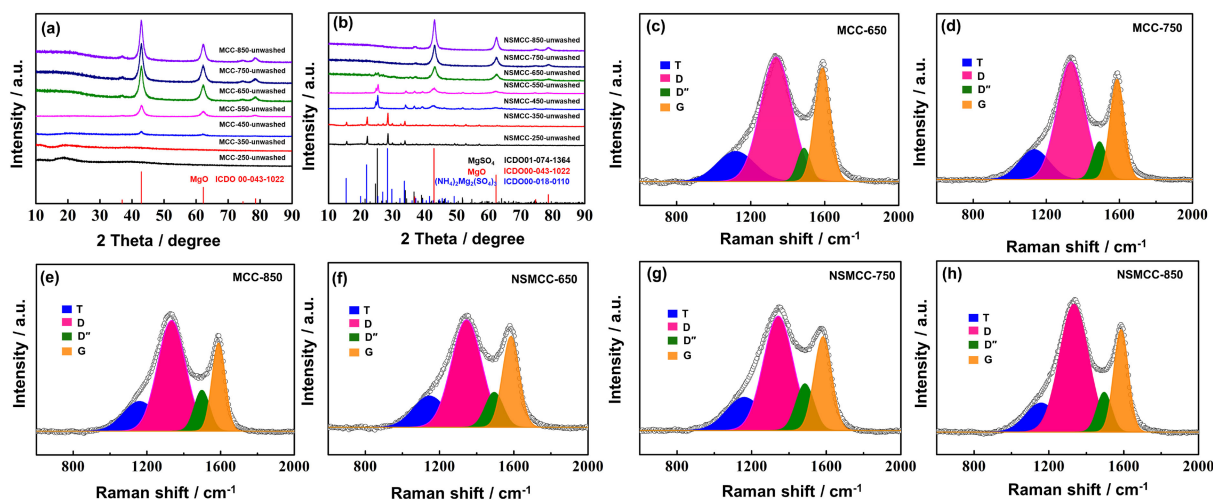 (a)
MCC-850-unwashed
MCC-750-unwashed
MCC-650-unwashed
MCC-550-unwashed
MCC-450-unwashed
MCC-350-unwashed
MCC-250-unwashed
MgO ICDO 00-043-1022
10 20 30 40 50 60 70 80 90
2 Theta / degree
Intensity / a.u.
(b)
NSMCC-850-unwashed
NSMCC-750-unwashed
NSMCC-650-unwashed
NSMCC-550-unwashed
NSMCC-450-unwashed
NSMCC-350-unwashed
NSMCC-250-unwashed
MgSO4 ICDO01-074-1364
MgO ICDO00-043-1022
(NH4)2Mg2(SO4)3 ICDO00-018-0110
10 20 30 40 50 60 70 80 90
2 Theta / degree
Intensity / a.u.
(c)
MCC-650
T
D
D″
G
800 1200 1600 2000
Raman shift / cm-1
Intensity / a.u.
(d)
MCC-750
T
D
D″
G
800 1200 1600 2000
Raman shift / cm-1
Intensity / a.u.
(e)
MCC-850
T
D
D″
G
800 1200 1600 2000
Raman shift / cm-1
Intensity / a.u.
(f)
NSMCC-650
T
D
D″
G
800 1200 1600 2000
Raman shift / cm-1
Intensity / a.u.
(g)
NSMCC-750
T
D
D″
G
800 1200 1600 2000
Raman shift / cm-1
Intensity / a.u.
(h)
NSMCC-850
T
D
D″
G
800 1200 1600 2000
Raman shift / cm-1
Intensity / a.u.